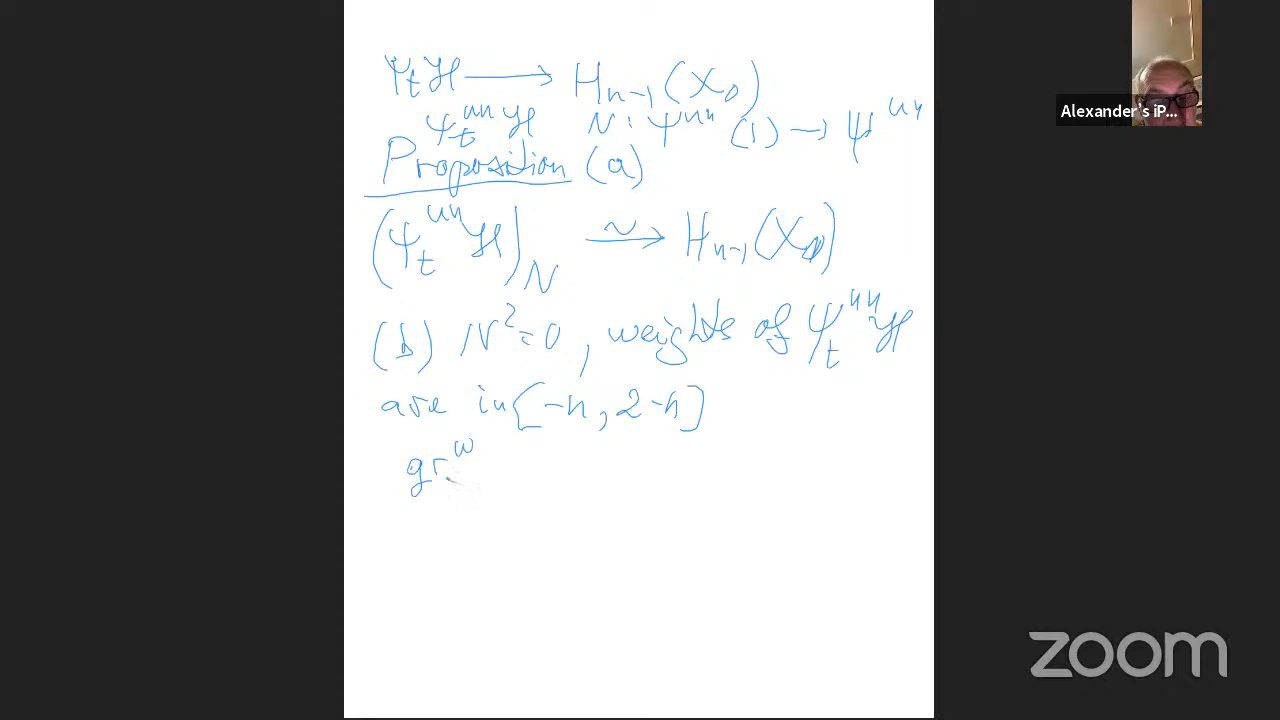 Ψ_t ℋ ⟶ H_{n-1}(X_0)
Ψ_t^{un} ℋ N: Ψ^{un}(1) → Ψ^{un}
Proposition (a)
(Ψ_t^{un} ℋ)_N ⥲ H_{n-1}(X_0)
(b) N^2=0, weights of Ψ_t^{un} ℋ
are in [-n, 2-n]
gr^W
Alexander's iP...
zoom